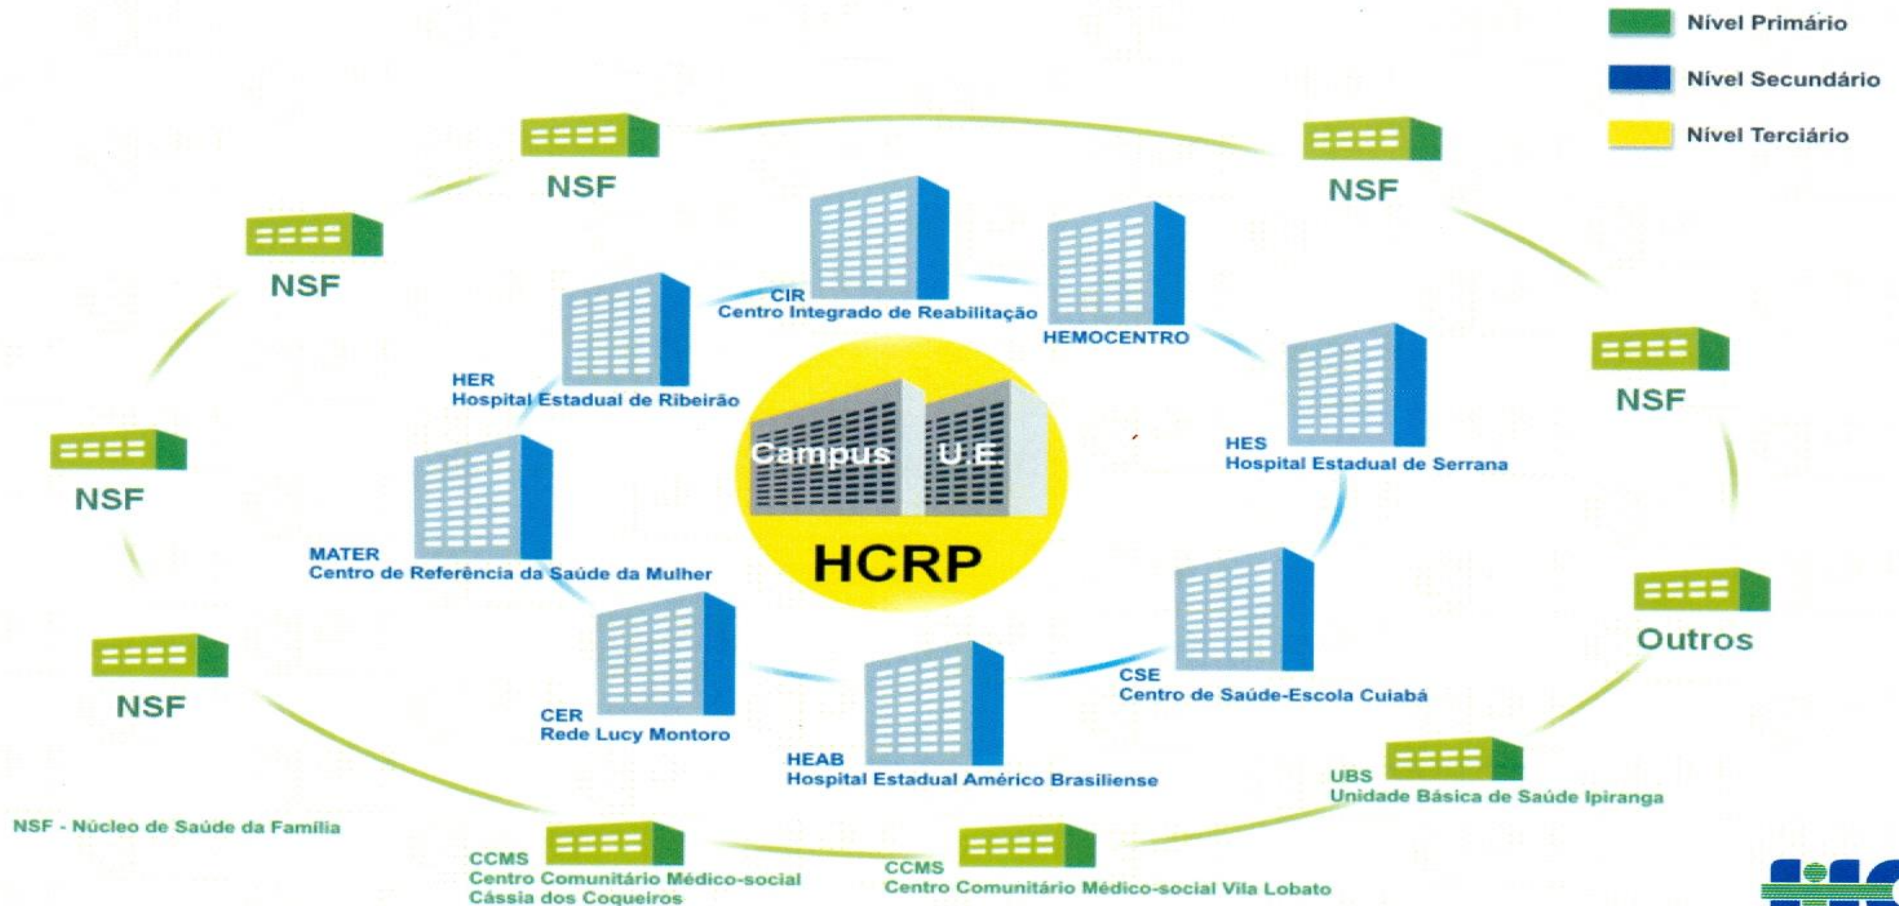 Nível Primário
Nível Secundário
Nível Terciário
NSF
NSF
NSF
NSF
NSF
NSF
CIR
Centro Integrado de Reabilitação
HEMOCENTRO
HER
Hospital Estadual de Ribeirão
HES
Hospital Estadual de Serrana
Campus U.E.
HCRP
MATER
Centro de Referência da Saúde da Mulher
Outros
CER
Rede Lucy Montoro
HEAB
Hospital Estadual Américo Brasiliense
CSE
Centro de Saúde-Escola Cuiabá
UBS
Unidade Básica de Saúde Ipiranga
NSF - Núcleo de Saúde da Família
CCMS
Centro Comunitário Médico-social
Cássia dos Coqueiros
CCMS
Centro Comunitário Médico-social Vila Lobato